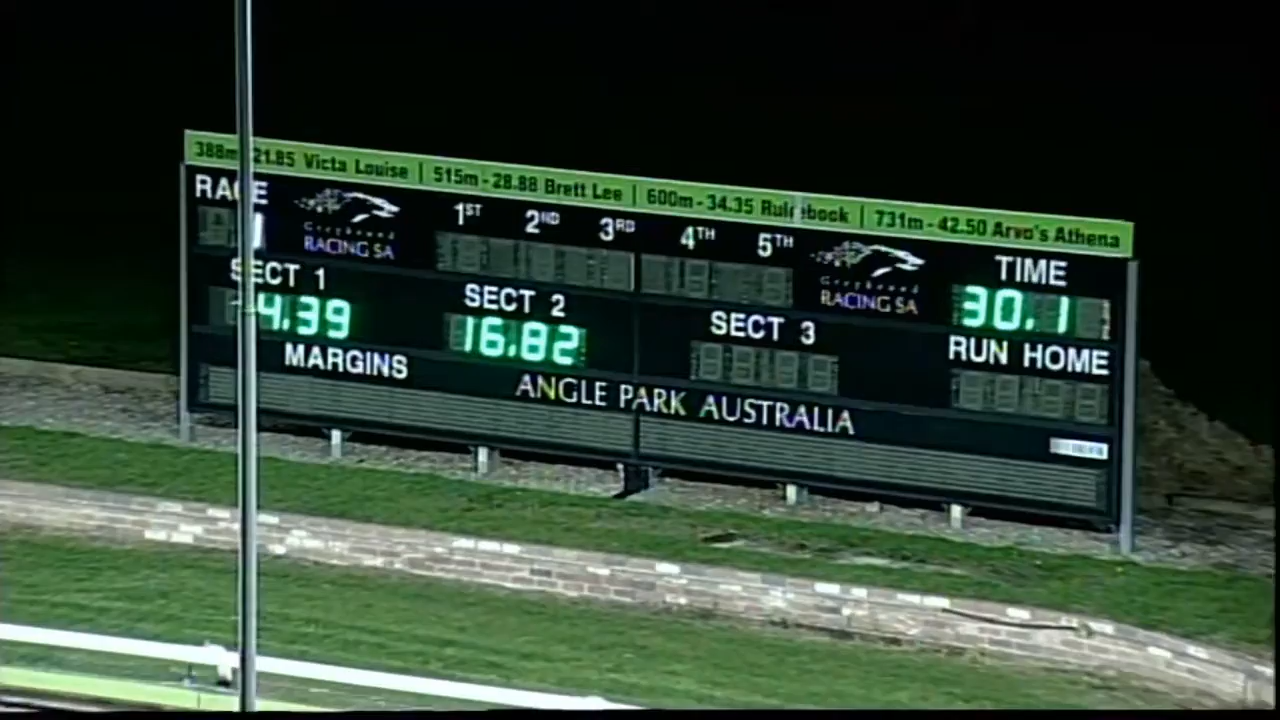 388m - 21.85 Victa Louise | 515m - 28.88 Brett Lee | 600m - 34.35 Rulebook | 731m - 42.50 Arvo's Athena
RACE 1ST 2ND 3RD 4TH 5TH TIME
Greyhound RACING SA Greyhound RACING SA
30.1
SECT 1 SECT 2 SECT 3 RUN HOME
4.39 16.82
MARGINS
ANGLE PARK AUSTRALIA